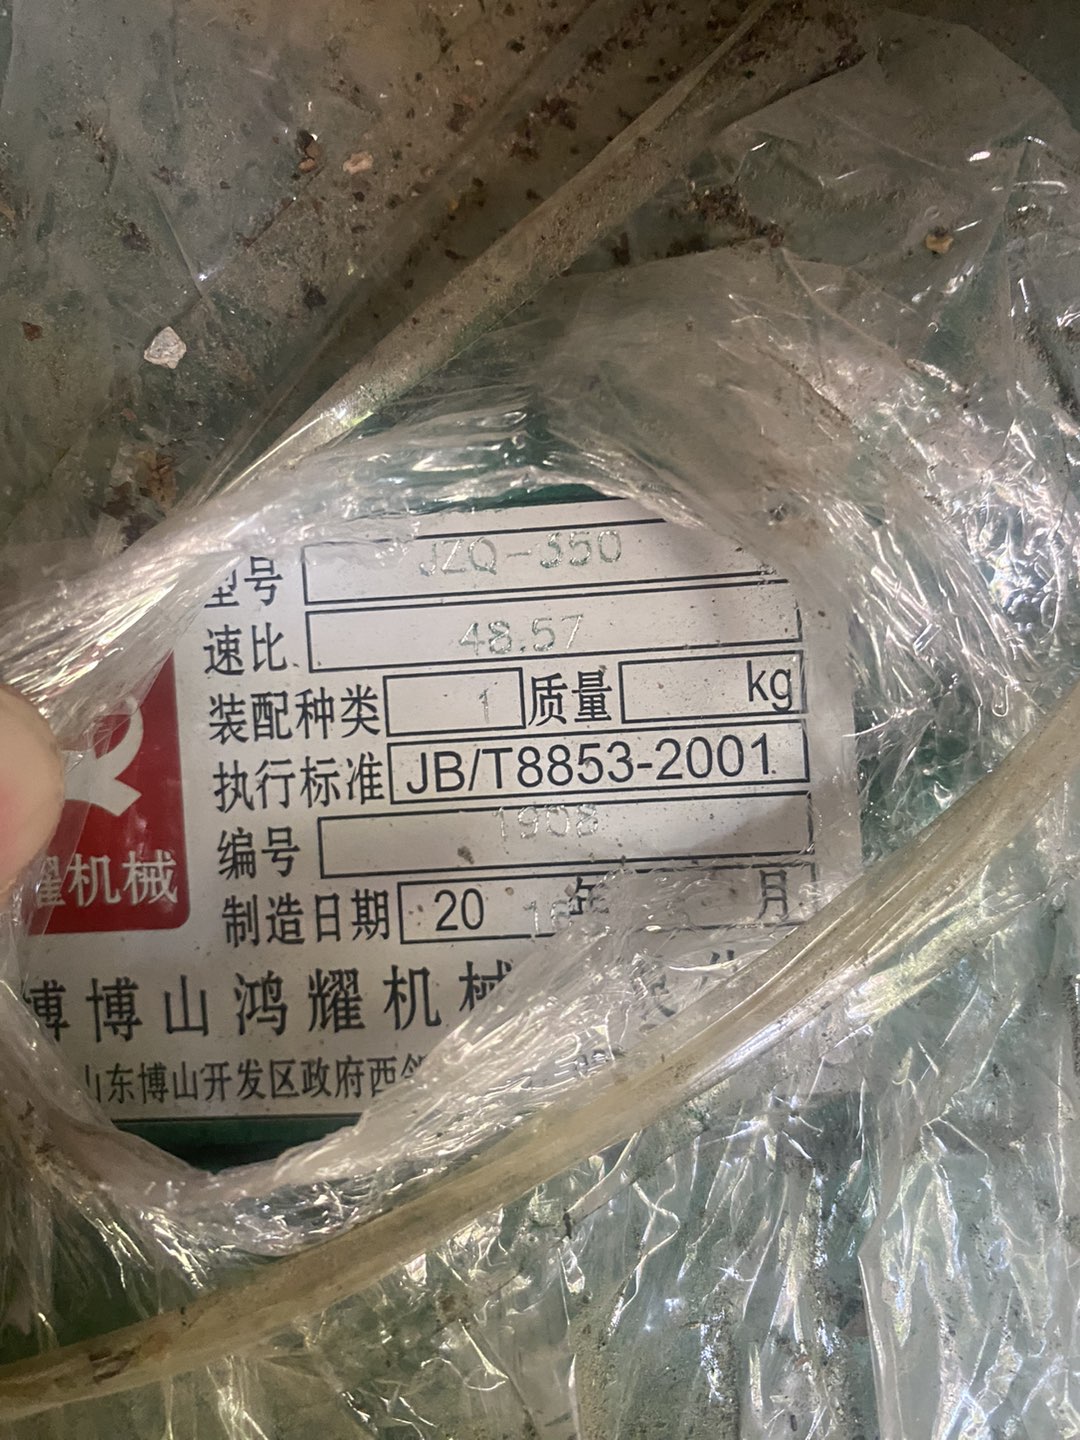 型号 JZQ-350
速比 48.57
装配种类 1 质量 kg
执行标准 JB/T8853-2001
编号 1908
制造日期 20 年 月
耀机械
博博山鸿耀机械
山东博山开发区政府西